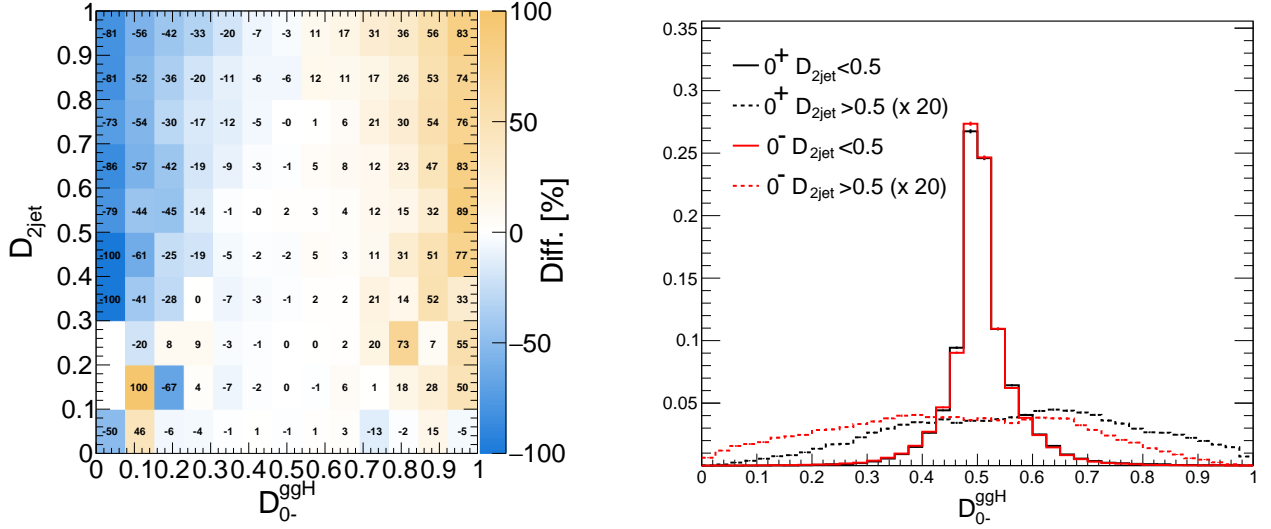 1 -81 -56 -42 -33 -20 -7 -3 11 17 31 36 56 83 100
0.9 -81 -52 -36 -20 -11 -6 -6 12 11 17 26 53 74
0.8 -73 -54 -30 -17 -12 -5 -0 1 6 21 30 54 76 50
0.7 -86 -57 -42 -19 -9 -3 -1 5 8 12 23 47 83
0.6 -79 -44 -45 -14 -1 -0 2 3 4 12 15 32 89 0
0.5 -100 -61 -25 -19 -5 -2 -2 5 3 11 31 51 77
0.4 -100 -41 -28 0 -7 -3 -1 2 2 21 14 52 33
0.3 -20 8 9 -3 -1 0 0 2 20 73 7 55 −50
0.2 100 -67 4 -7 -2 0 -1 6 1 18 28 50
0.1 -50 46 -6 -4 -1 1 -1 1 3 -13 -2 15 -5
0 −100
0 0.1 0.2 0.3 0.4 0.5 0.6 0.7 0.8 0.9 1
D2jet
Diff. [%]
D0-ggH
0.35
0.3
0.25
0.2
0.15
0.1
0.05
0 0.1 0.2 0.3 0.4 0.5 0.6 0.7 0.8 0.9 1
0+ D2jet<0.5
0+ D2jet>0.5 (x 20)
0- D2jet<0.5
0- D2jet>0.5 (x 20)
D0-ggH